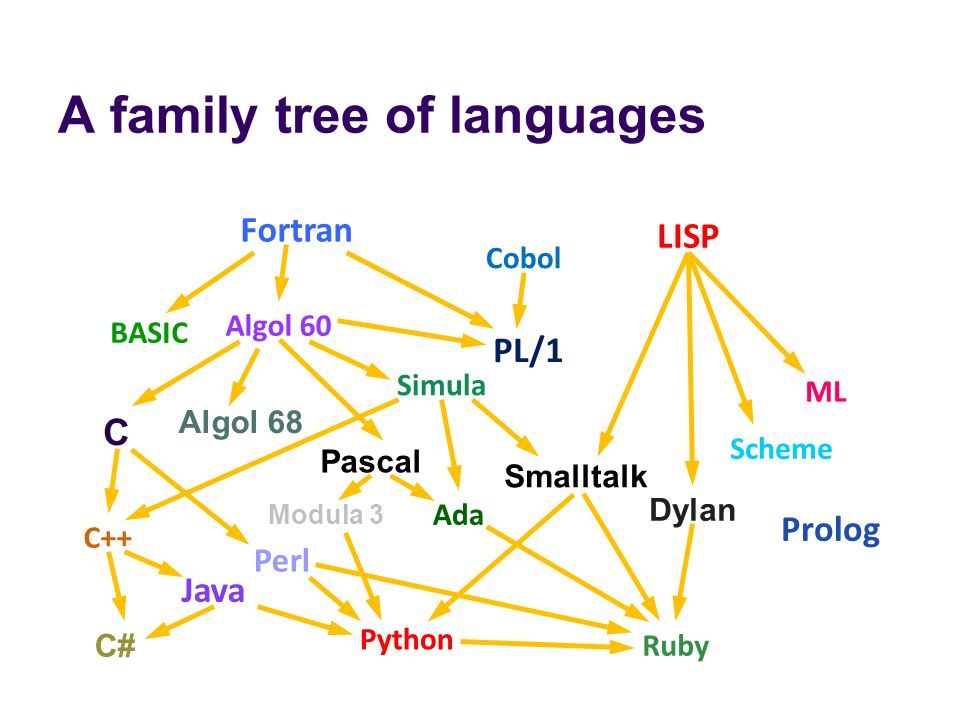 A family tree of languages
Fortran
LISP
Cobol
BASIC
Algol 60
PL/1
Simula
ML
C
Algol 68
Scheme
Pascal
Smalltalk
Modula 3
Ada
Dylan
Prolog
C++
Perl
Java
Python
Ruby
C#